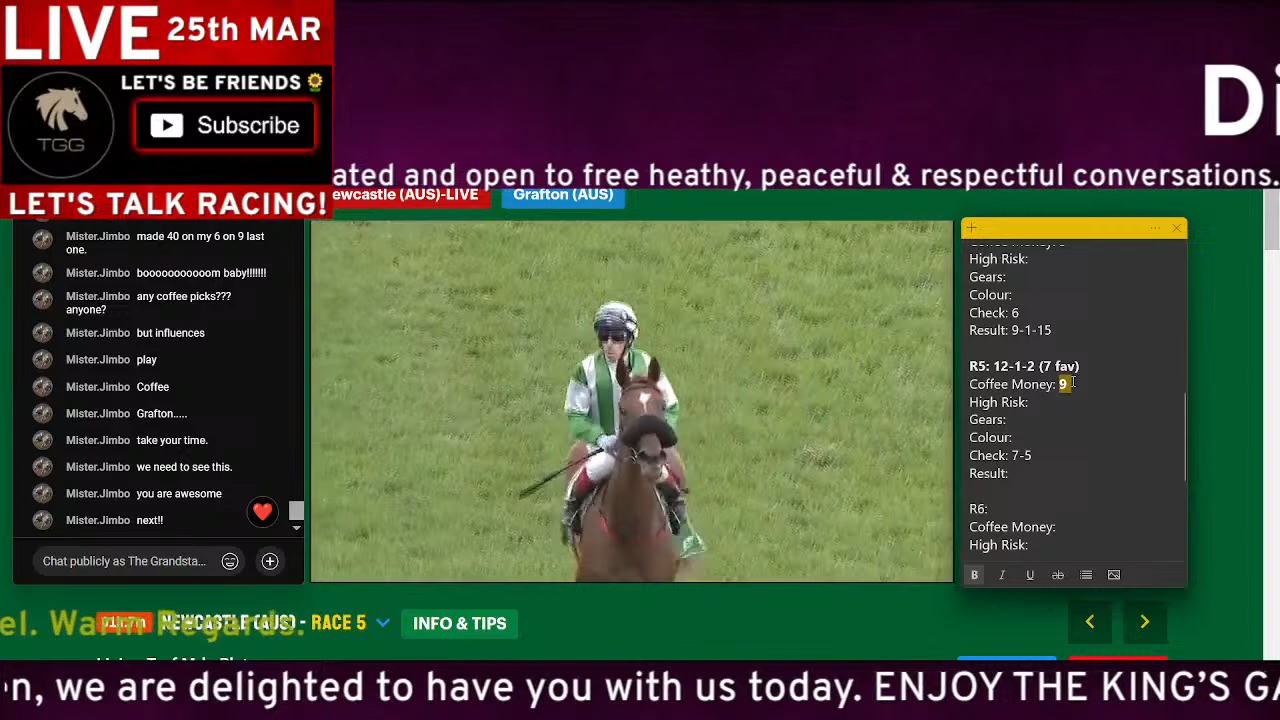 LIVE 25th MAR
LET'S BE FRIENDS
Subscribe
TGG
LET'S TALK RACING!
Di
ated and open to free heathy, peaceful & respectful conversations.
ewcastle (AUS)-LIVE
Grafton (AUS)
Mister.Jimbo made 40 on my 6 on 9 last
one.
Mister.Jimbo booooooooooom baby!!!!!!!
Mister.Jimbo any coffee picks???
anyone?
Mister.Jimbo but influences
Mister.Jimbo play
Mister.Jimbo Coffee
Mister.Jimbo Grafton.....
Mister.Jimbo take your time.
Mister.Jimbo we need to see this.
Mister.Jimbo you are awesome
Mister.Jimbo next!!
Chat publicly as The Grandsta...
High Risk:
Gears:
Colour:
Check: 6
Result: 9-1-15
R5: 12-1-2 (7 fav)
Coffee Money: 9
High Risk:
Gears:
Colour:
Check: 7-5
Result:
R6:
Coffee Money:
High Risk:
B I U ab
el. Warm Regards.
NEWCASTLE (AUS) - RACE 5
INFO & TIPS
n, we are delighted to have you with us today. ENJOY THE KING'S GA